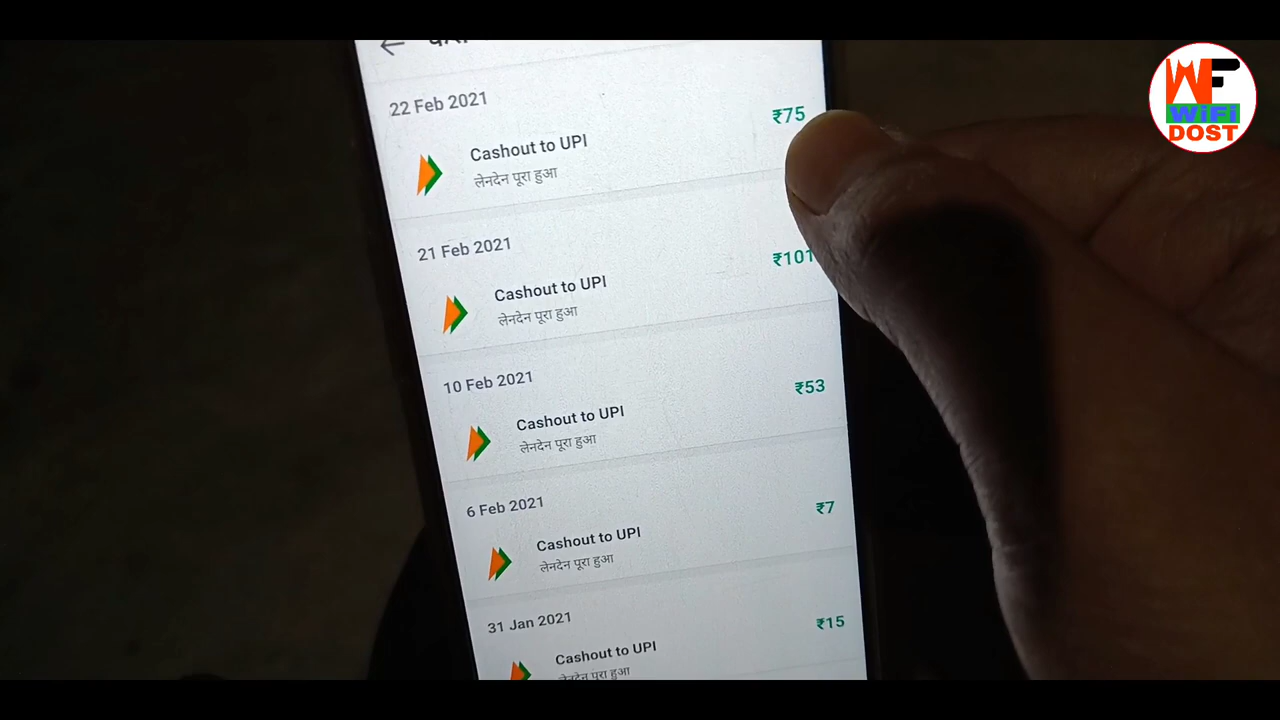 22 Feb 2021
₹75
Cashout to UPI
लेनदेन पूरा हुआ
21 Feb 2021
₹101
Cashout to UPI
लेनदेन पूरा हुआ
10 Feb 2021
₹53
Cashout to UPI
लेनदेन पूरा हुआ
6 Feb 2021
₹7
Cashout to UPI
लेनदेन पूरा हुआ
31 Jan 2021
₹15
Cashout to UPI
लेनदेन पूरा हुआ
WF
WiFi
DOST